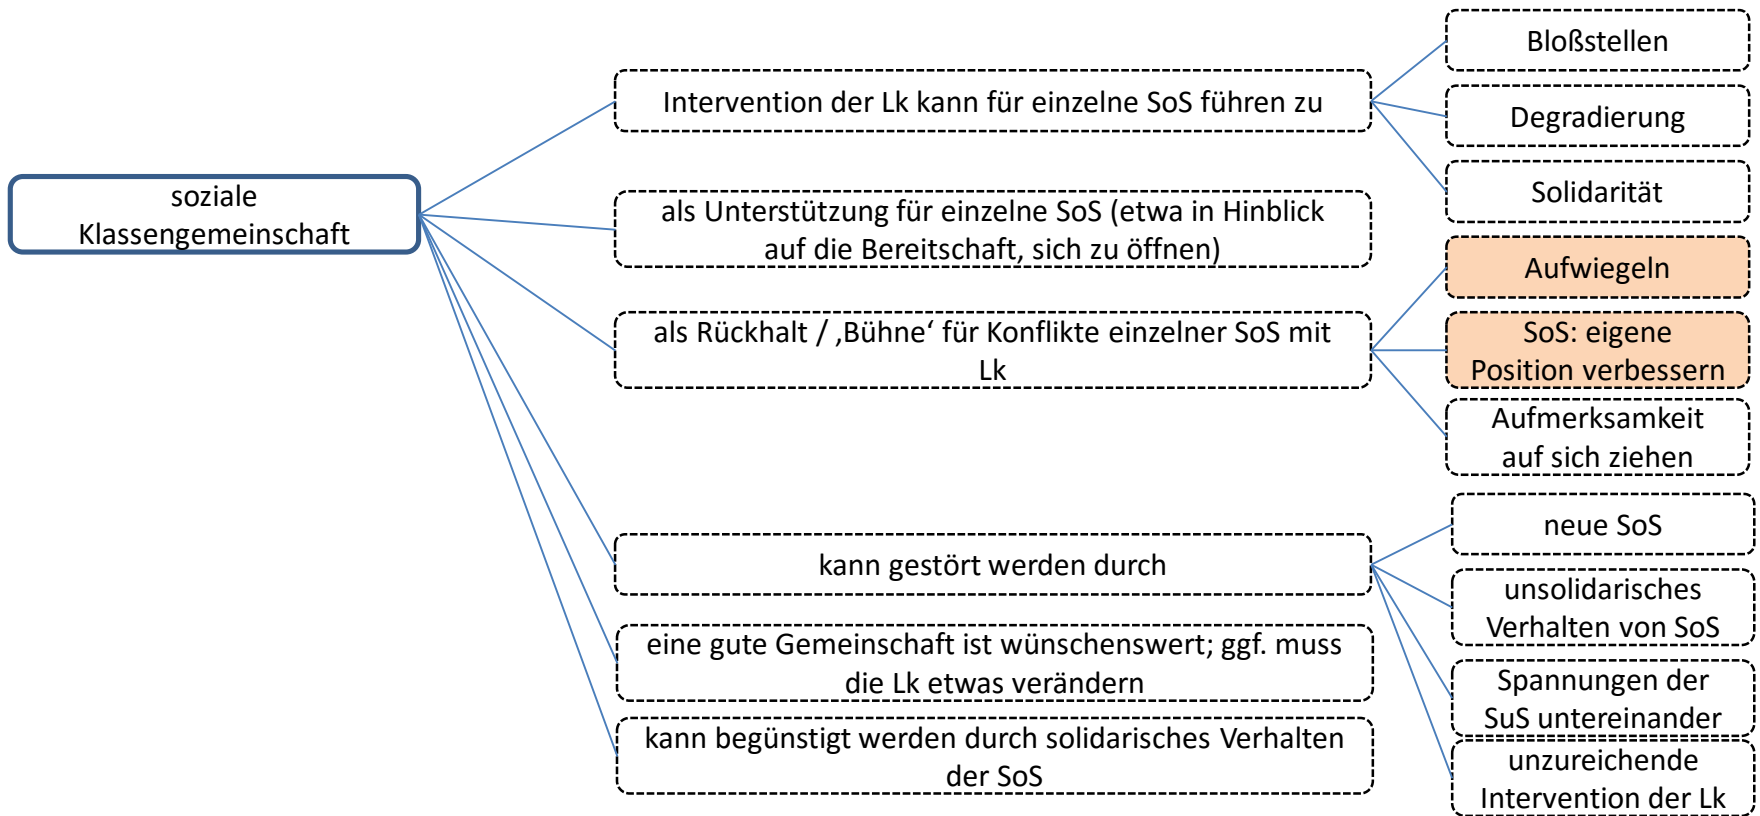 soziale
Klassengemeinschaft
Intervention der Lk kann für einzelne SoS führen zu
Bloßstellen
Degradierung
Solidarität
als Unterstützung für einzelne SoS (etwa in Hinblick
auf die Bereitschaft, sich zu öffnen)
als Rückhalt / ‚Bühne‘ für Konflikte einzelner SoS mit
Lk
Aufwiegeln
SoS: eigene
Position verbessern
Aufmerksamkeit
auf sich ziehen
kann gestört werden durch
neue SoS
unsolidarisches
Verhalten von SoS
Spannungen der
SuS untereinander
unzureichende
Intervention der Lk
eine gute Gemeinschaft ist wünschenswert; ggf. muss
die Lk etwas verändern
kann begünstigt werden durch solidarisches Verhalten
der SoS